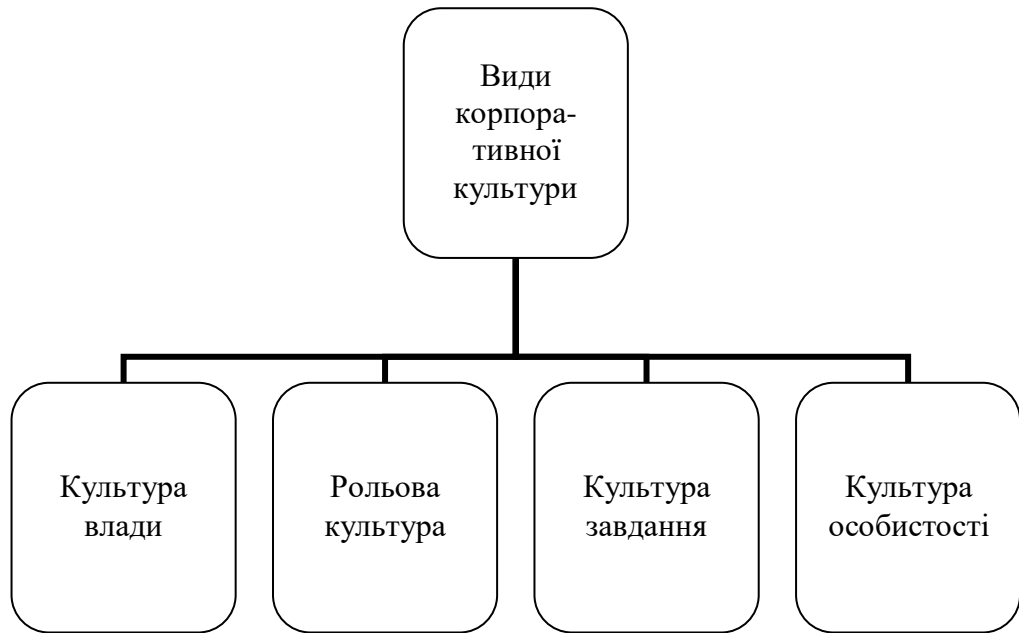 Види
корпора-
тивної
культури
Культура
влади
Рольова
культура
Культура
завдання
Культура
особистості